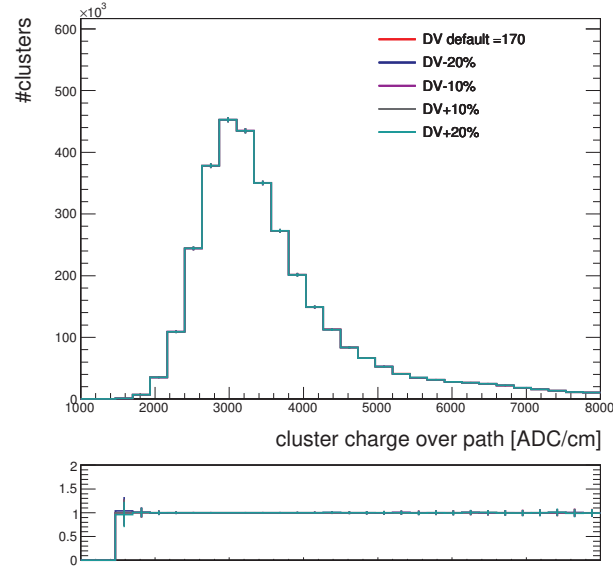 ×10³
600
500
400
300
200
100
0
#clusters
DV default =170
DV-20%
DV-10%
DV+10%
DV+20%
1000 2000 3000 4000 5000 6000 7000 8000
cluster charge over path [ADC/cm]
2
1.5
1
0.5
0